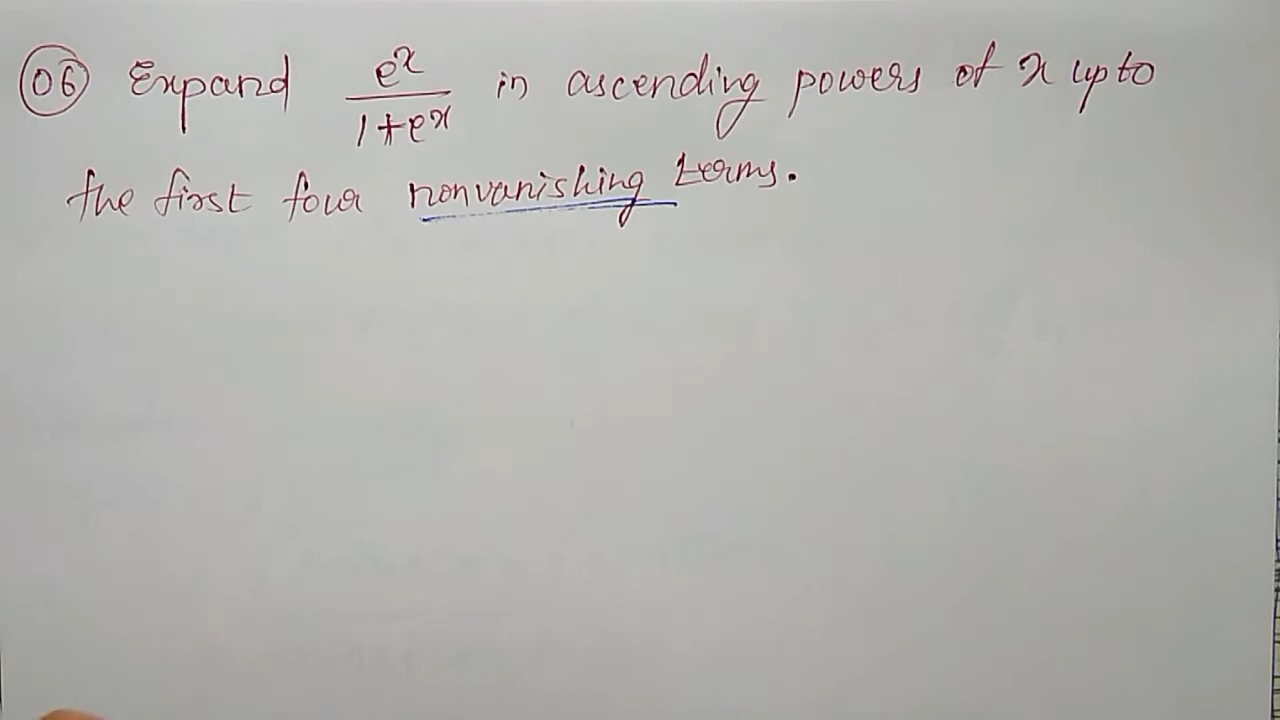 06 Expand e^x / 1+e^x in ascending powers of x upto
the first four nonvanishing terms.